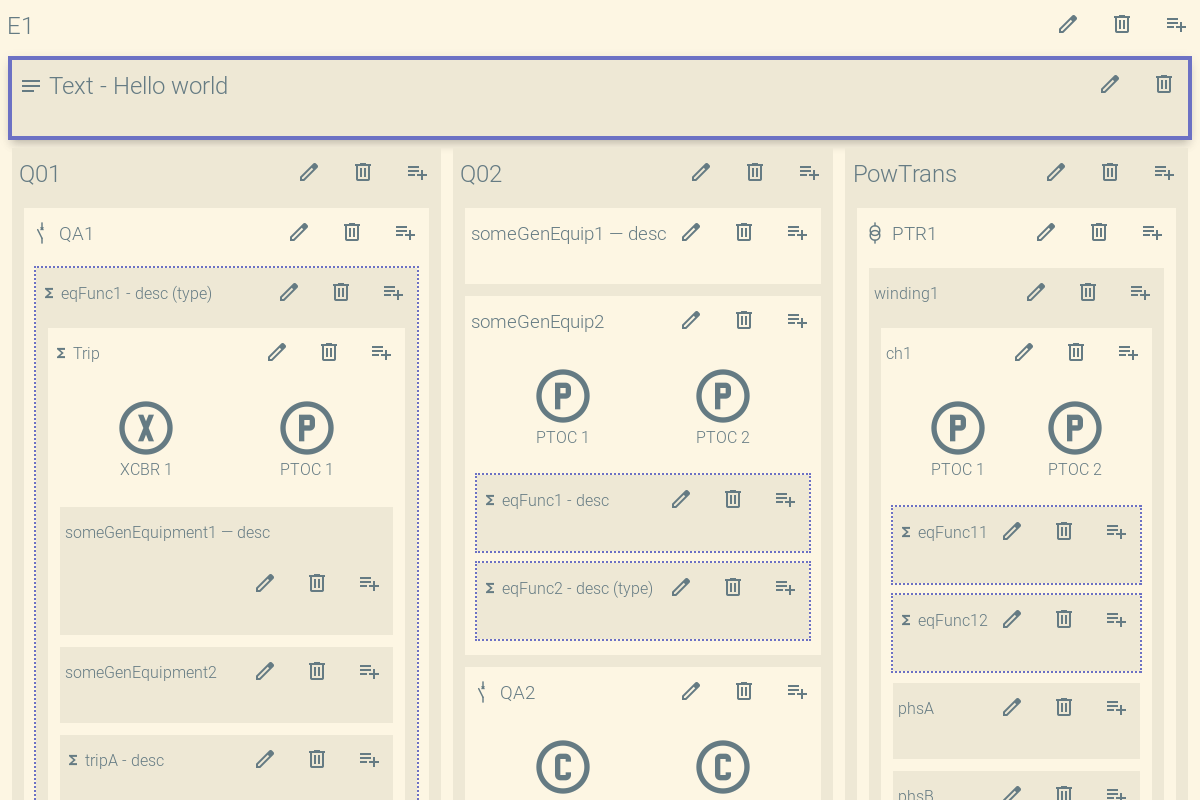 E1
Text - Hello world
Q01
QA1
Σ eqFunc1 - desc (type)
Σ Trip
X
XCBR 1
P
PTOC 1
someGenEquipment1 — desc
someGenEquipment2
Σ tripA - desc
Q02
someGenEquip1 — desc
someGenEquip2
P
PTOC 1
P
PTOC 2
Σ eqFunc1 - desc
Σ eqFunc2 - desc (type)
QA2
C
C
PowTrans
PTR1
winding1
ch1
P
PTOC 1
P
PTOC 2
Σ eqFunc11
Σ eqFunc12
phsA
phsB